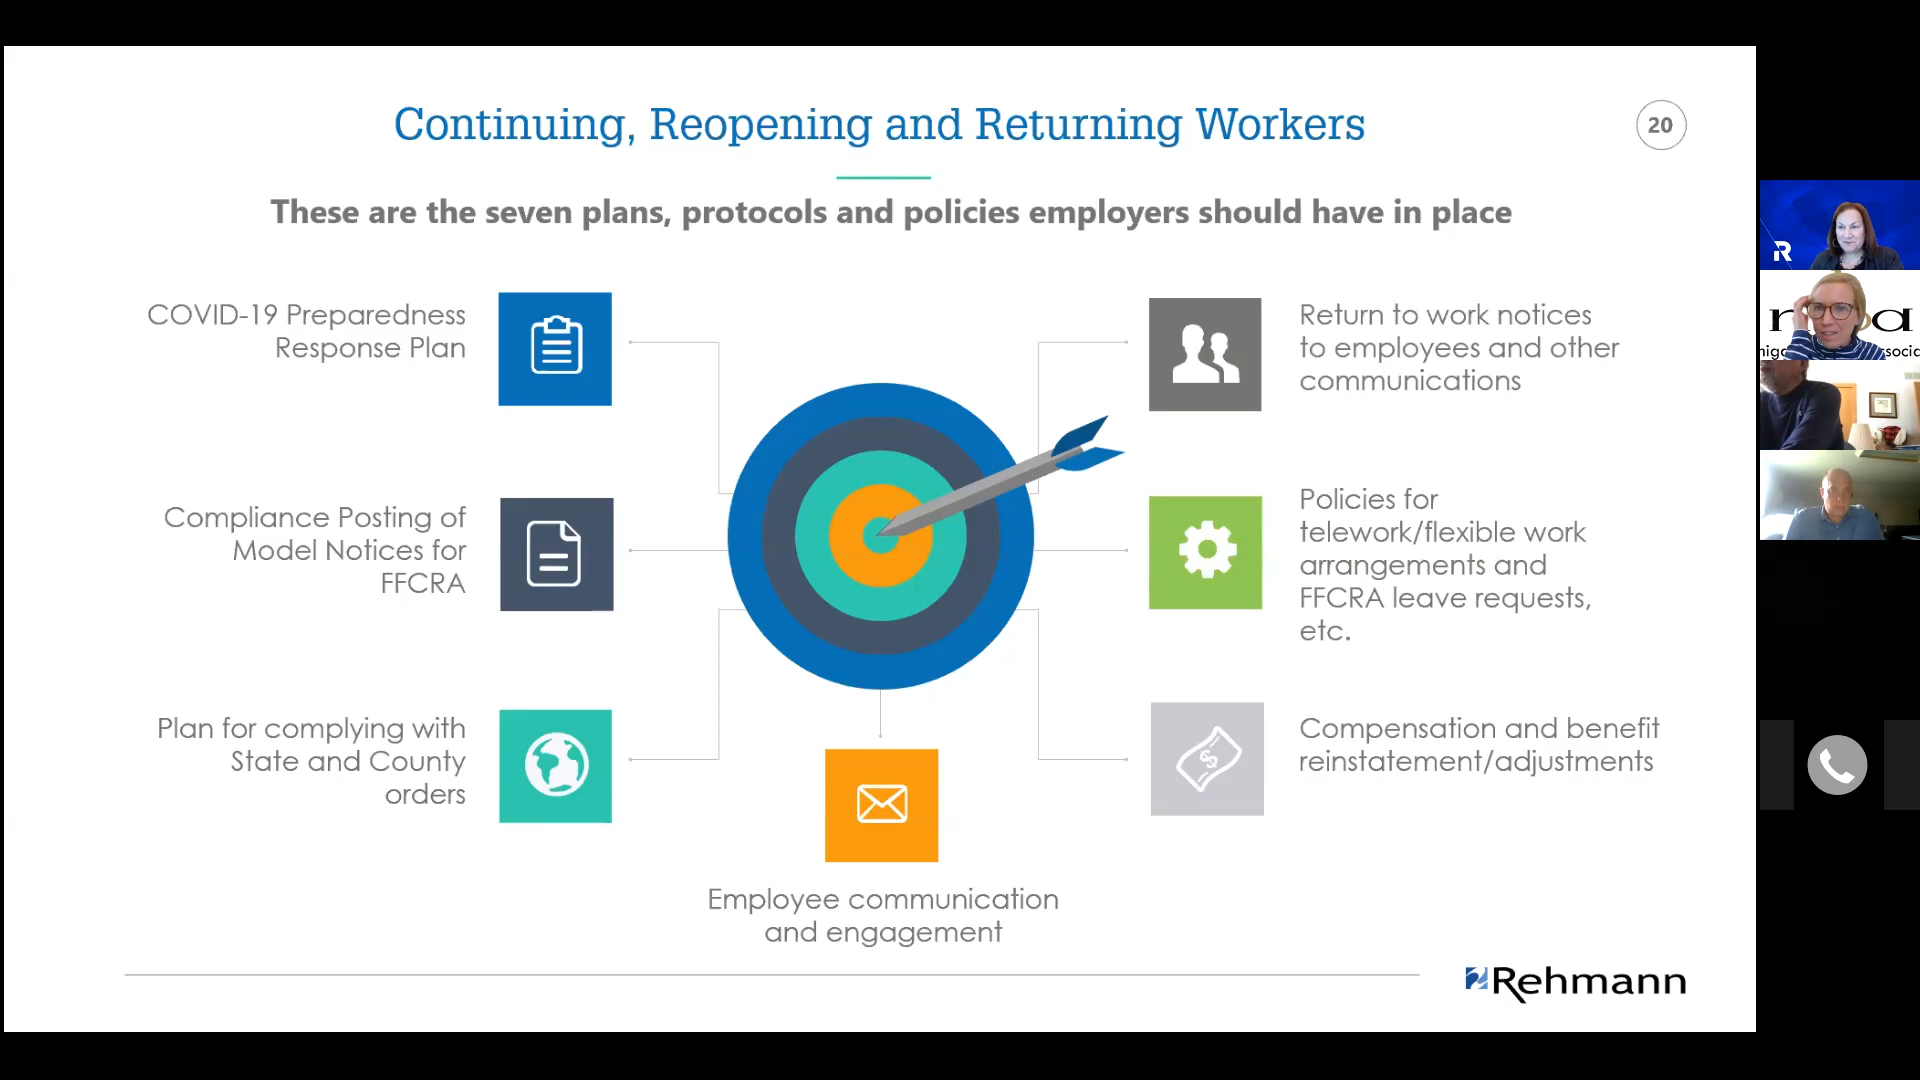 Continuing, Reopening and Returning Workers
20
These are the seven plans, protocols and policies employers should have in place
COVID-19 Preparedness
Response Plan
Compliance Posting of
Model Notices for
FFCRA
Plan for complying with
State and County
orders
Employee communication
and engagement
Return to work notices
to employees and other
communications
Policies for
telework/flexible work
arrangements and
FFCRA leave requests,
etc.
Compensation and benefit
reinstatement/adjustments
Rehmann
R